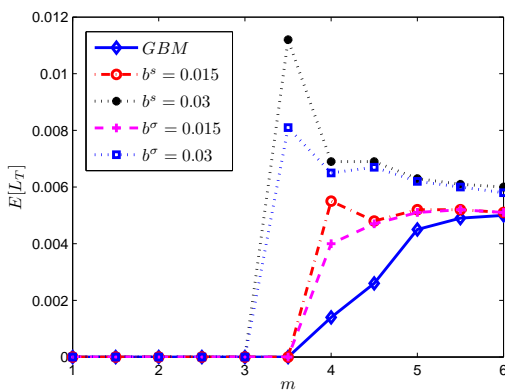 0.012
0.01
0.008
0.006
0.004
0.002
0
E[L_T]
GBM
b^s = 0.015
b^s = 0.03
b^σ = 0.015
b^σ = 0.03
1 2 3 4 5 6
m